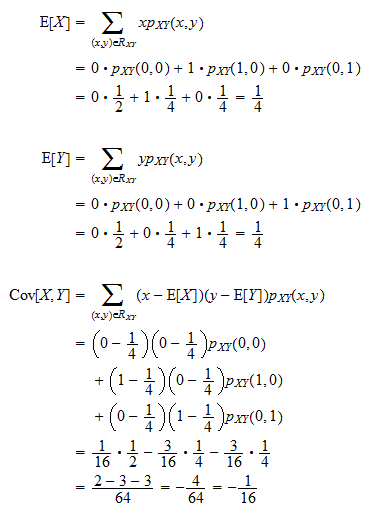 E[X] = ∑ xp_{XY}(x,y)
(x,y)∈R_{XY}
= 0 • p_{XY}(0,0) + 1 • p_{XY}(1,0) + 0 • p_{XY}(0,1)
= 0 • 1/2 + 1 • 1/4 + 0 • 1/4 = 1/4
E[Y] = ∑ yp_{XY}(x,y)
(x,y)∈R_{XY}
= 0 • p_{XY}(0,0) + 0 • p_{XY}(1,0) + 1 • p_{XY}(0,1)
= 0 • 1/2 + 0 • 1/4 + 1 • 1/4 = 1/4
Cov[X,Y] = ∑ (x − E[X])(y − E[Y])p_{XY}(x,y)
(x,y)∈R_{XY}
= (0 − 1/4)(0 − 1/4)p_{XY}(0,0)
+ (1 − 1/4)(0 − 1/4)p_{XY}(1,0)
+ (0 − 1/4)(1 − 1/4)p_{XY}(0,1)
= 1/16 • 1/2 − 3/16 • 1/4 − 3/16 • 1/4
= (2 − 3 − 3)/64 = −4/64 = −1/16